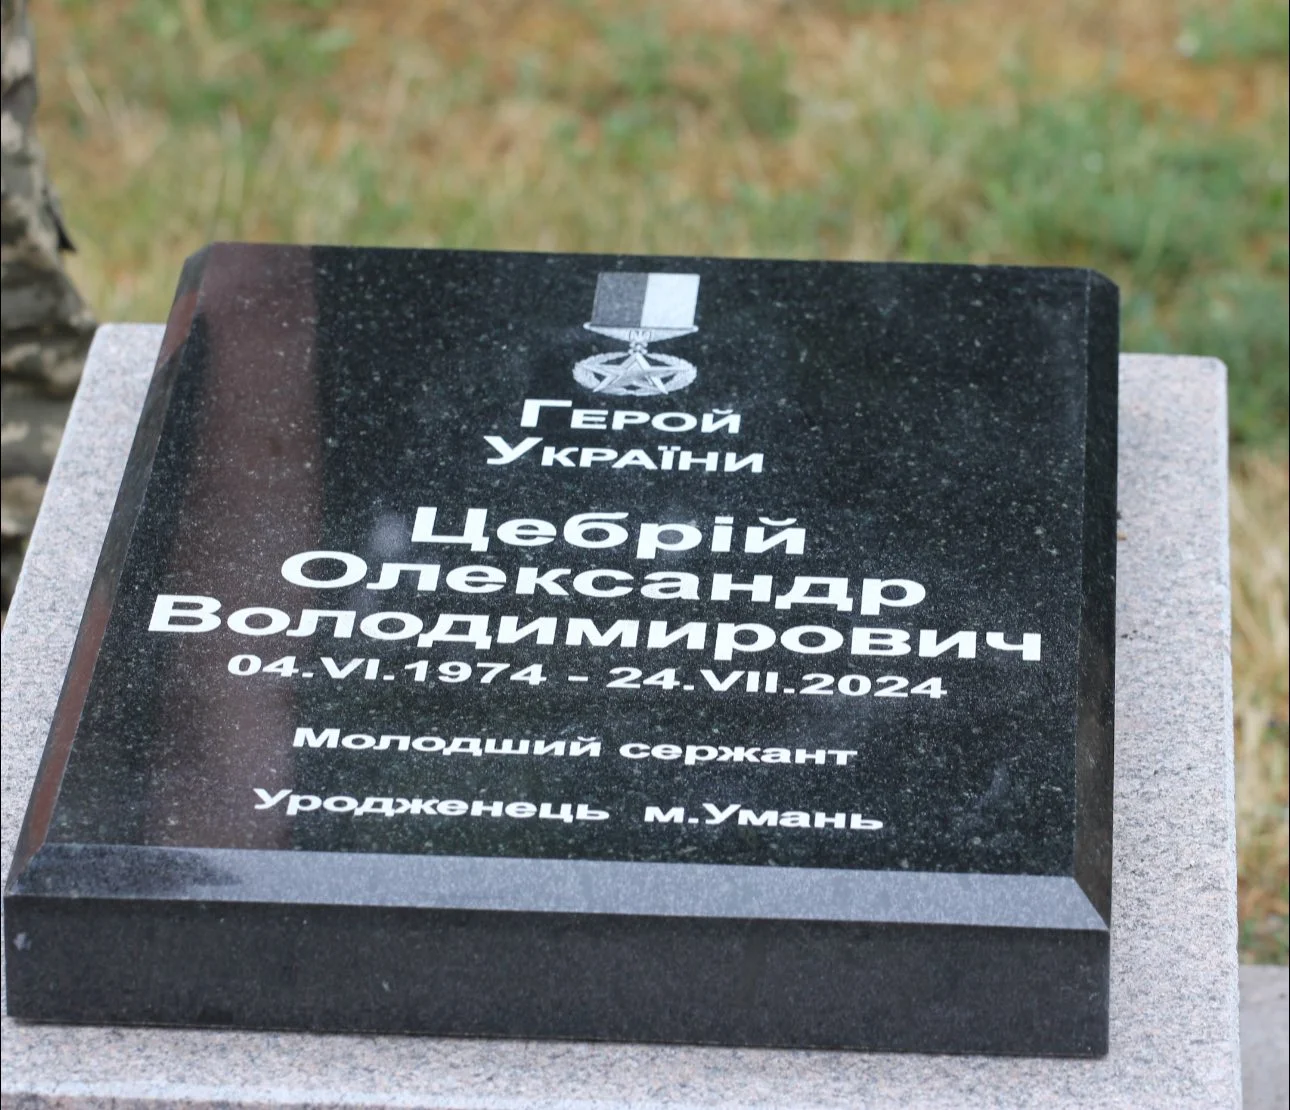 Герой
України
Цебрій
Олександр
Володимирович
04.VI.1974 - 24.VII.2024
Молодший сержант
Уродженець м.Умань